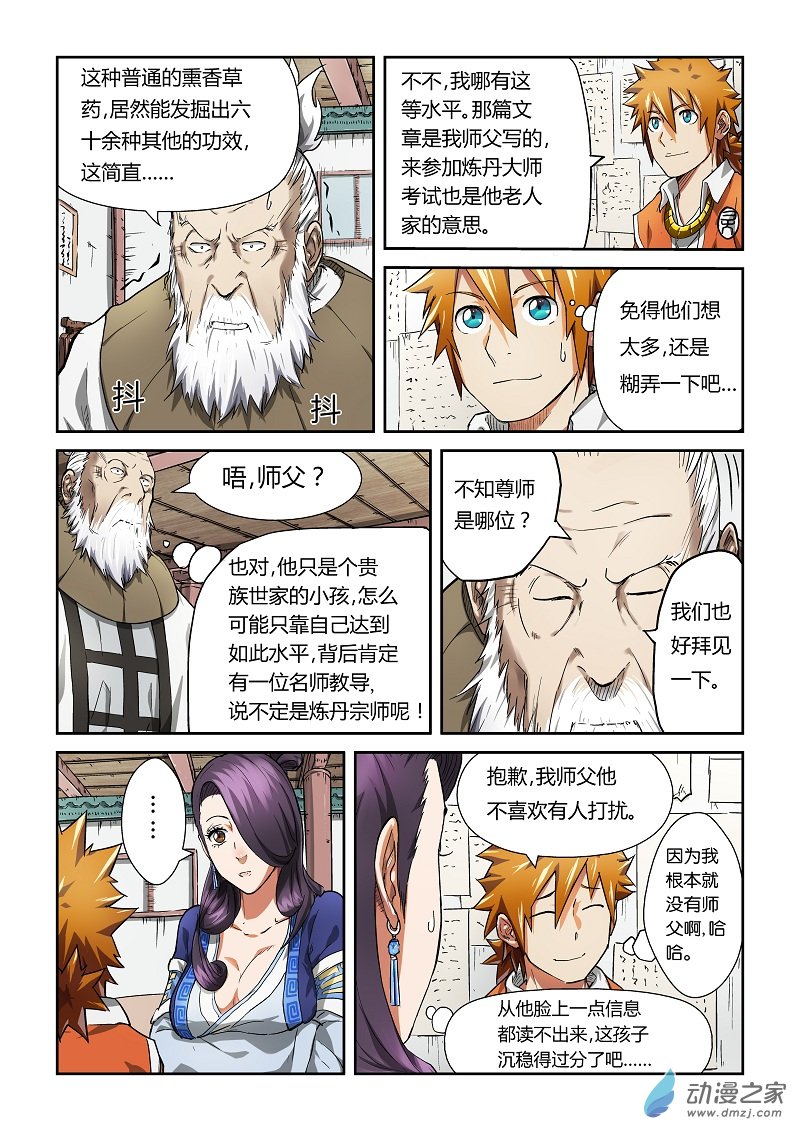 这种普通的熏香草
药，居然能发掘出六
十余种其他的功效，
这简直……
抖
抖
不不，我哪有这
等水平。那篇文
章是我师父写的，
来参加炼丹大师
考试也是他老人
家的意思。
免得他们想
太多，还是
糊弄一下吧…
唔，师父？
也对，他只是个贵
族世家的小孩，怎么
可能只靠自己达到
如此水平，背后肯定
有一位名师教导，
说不定是炼丹宗师呢！
不知尊师
是哪位？
我们也
好拜见
一下。
……
抱歉，我师父他
不喜欢有人打扰。
因为我
根本就
没有师
父啊，哈
哈。
从他脸上一点信息
都读不出来，这孩子
沉稳得过分了吧……
动漫之家
www.dmzj.com